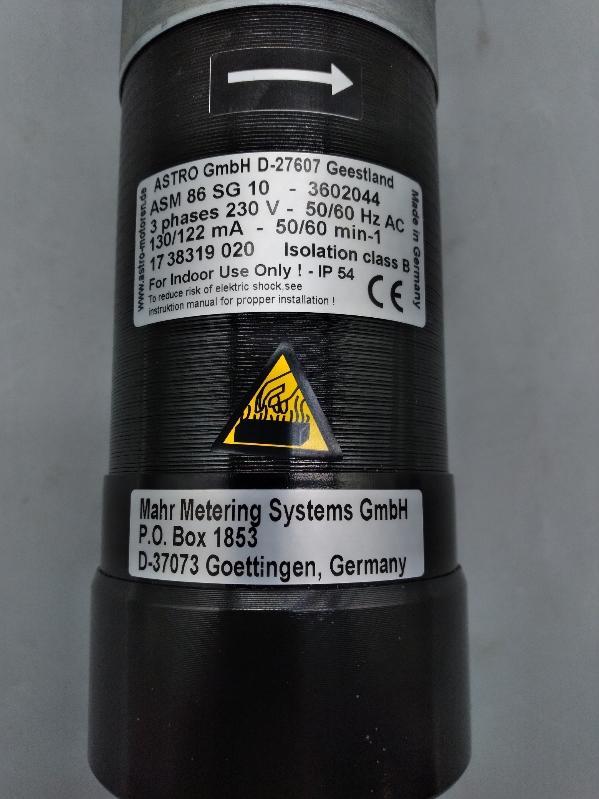 ASTRO GmbH D-27607 Geestland
ASM 86 SG 10 - 3602044
3 phases 230 V - 50/60 Hz AC
130/122 mA - 50/60 min-1
17 38319 020 Isolation class B
For Indoor Use Only ! - IP 54
To reduce risk of elektric shock,see
instruktion manual for propper installation !
CE
www.astro-motoren.de
Made in Germany
Mahr Metering Systems GmbH
P.O. Box 1853
D-37073 Goettingen, Germany